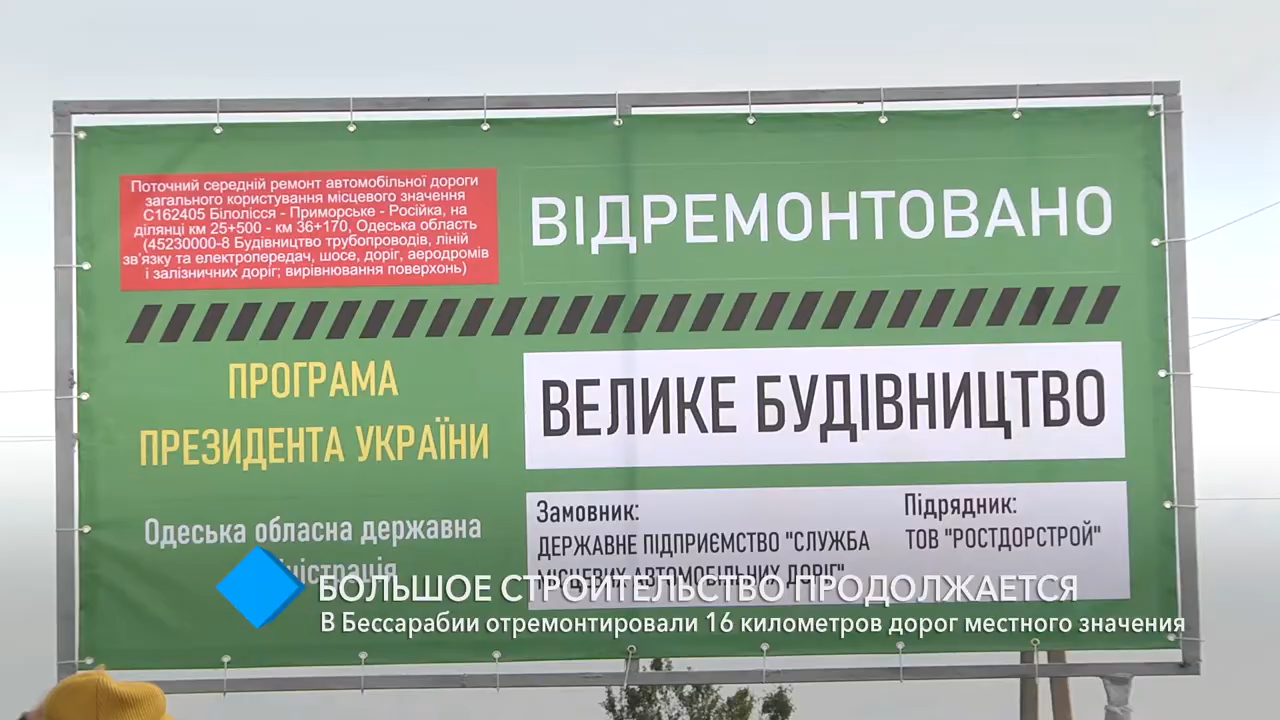 Поточний середній ремонт автомобільної дороги
загального користування місцевого значення
С162405 Білолісся - Приморське - Російка, на
ділянці км 25+500 - км 36+170, Одеська область
(45230000-8 Будівництво трубопроводів, ліній
зв'язку та електропередач, шосе, доріг, аеродромів
і залізничних доріг; вирівнювання поверхонь)
ВІДРЕМОНТОВАНО
ПРОГРАМА
ПРЕЗИДЕНТА УКРАЇНИ
ВЕЛИКЕ БУДІВНИЦТВО
Одеська обласна державна
Замовник:
ДЕРЖАВНЕ ПІДПРИЄМСТВО "СЛУЖБА
МІСЦЕВИХ АВТОМОБІЛЬНИХ ДОРІГ"
Підрядник:
ТОВ "РОСТДОРСТРОЙ"
БОЛЬШОЕ СТРОИТЕЛЬСТВО ПРОДОЛЖАЕТСЯ
В Бессарабии отремонтировали 16 километров дорог местного значения